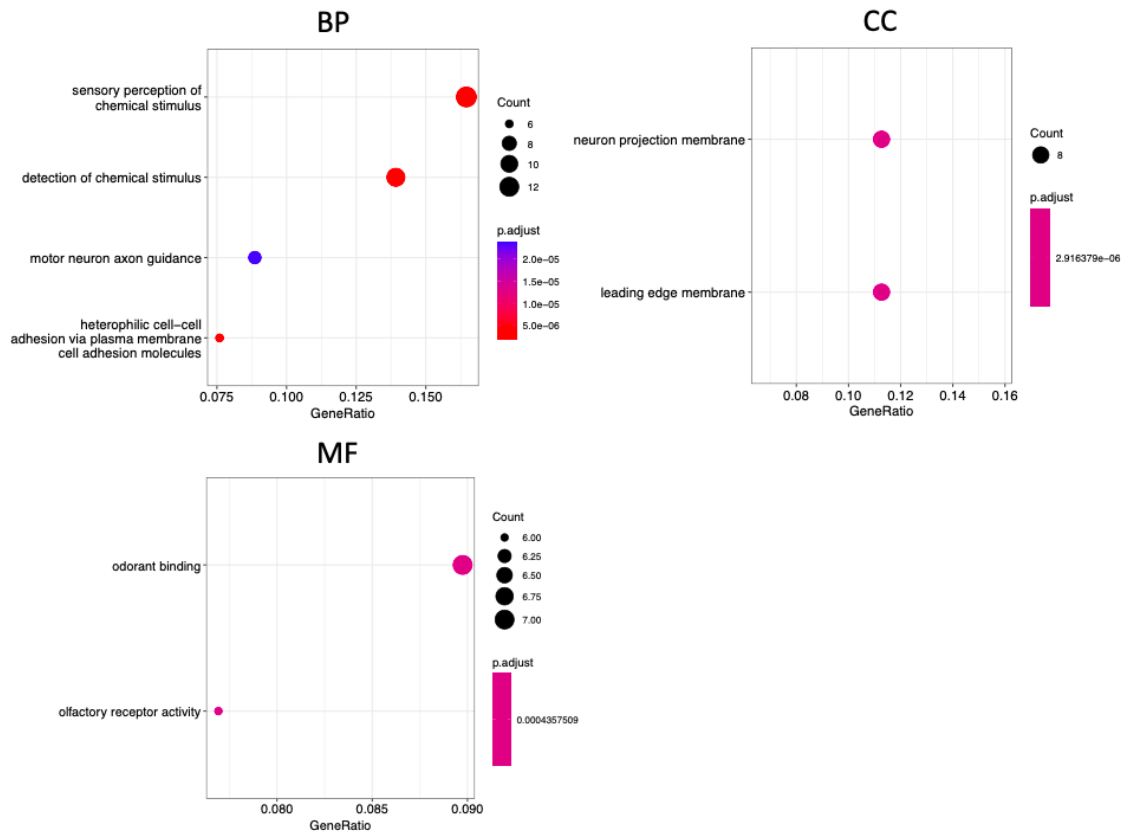 BP
sensory perception of
chemical stimulus
detection of chemical stimulus
motor neuron axon guidance
heterophilic cell−cell
adhesion via plasma membrane
cell adhesion molecules
0.075 0.100 0.125 0.150
GeneRatio
Count
6
8
10
12
p.adjust
2.0e−05
1.5e−05
1.0e−05
5.0e−06
CC
neuron projection membrane
leading edge membrane
0.08 0.10 0.12 0.14 0.16
GeneRatio
Count
8
p.adjust
2.916379e−06
MF
odorant binding
olfactory receptor activity
0.080 0.085 0.090
GeneRatio
Count
6.00
6.25
6.50
6.75
7.00
p.adjust
0.0004357509